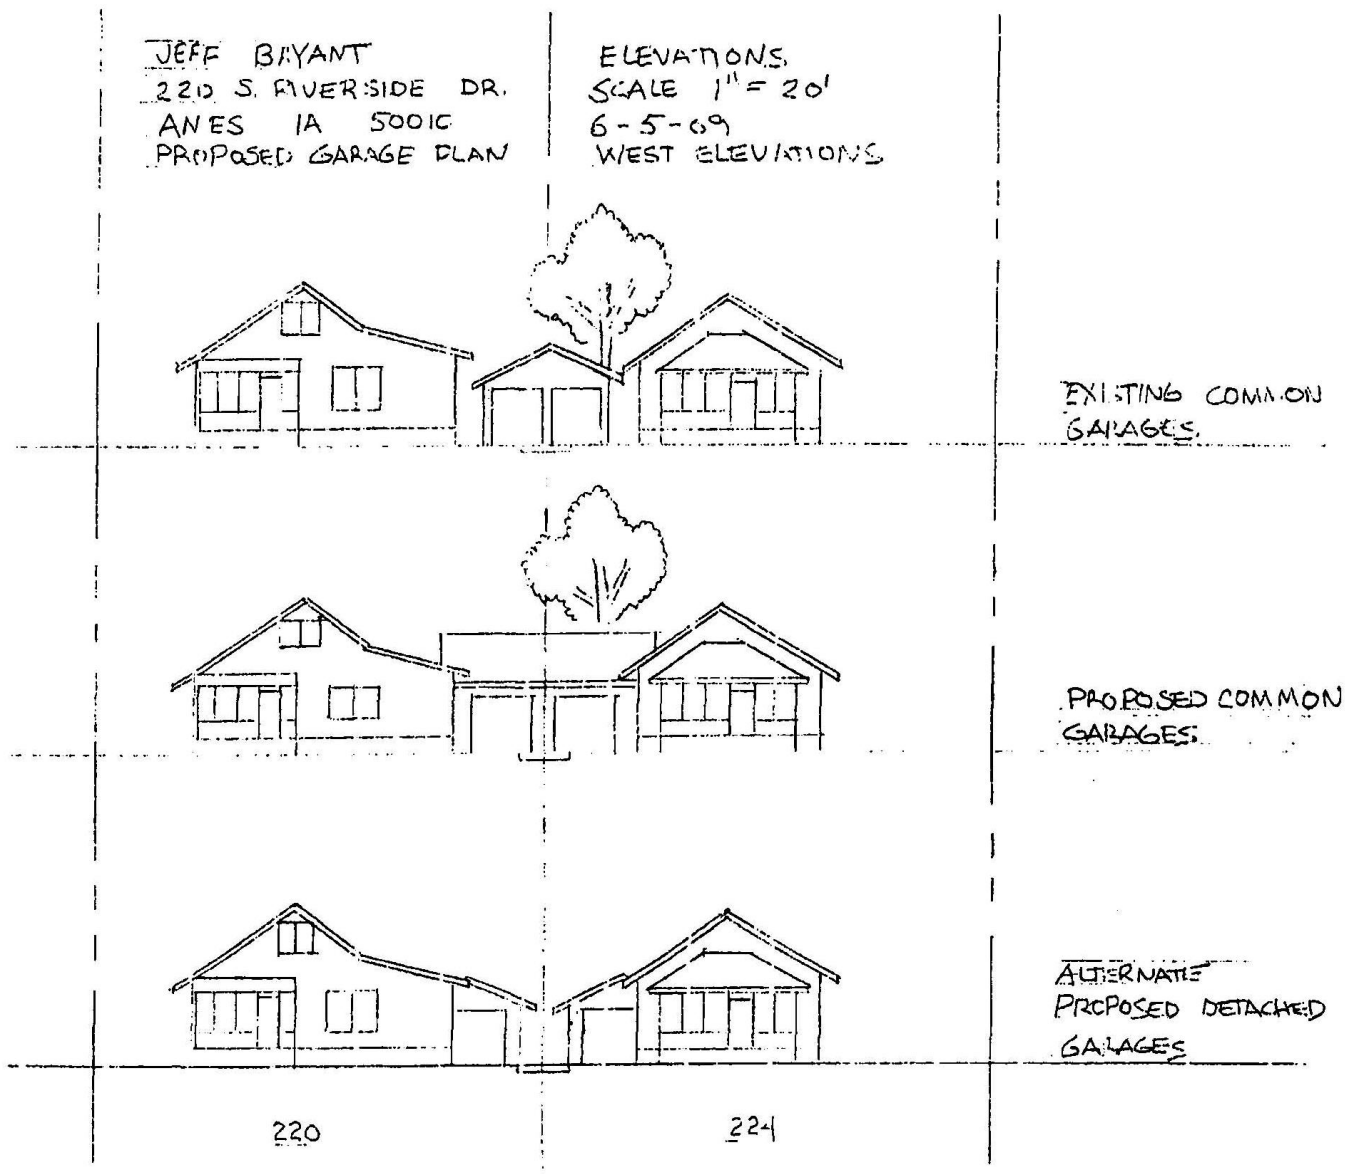 JEFF BRYANT
220 S. RIVERSIDE DR.
AMES IA 50010
PROPOSED GARAGE PLAN
ELEVATIONS
SCALE 1" = 20'
6-5-09
WEST ELEVATIONS
EXISTING COMMON
GARAGES.
PROPOSED COMMON
GARAGES
ALTERNATE
PROPOSED DETACHED
GARAGES
220
224